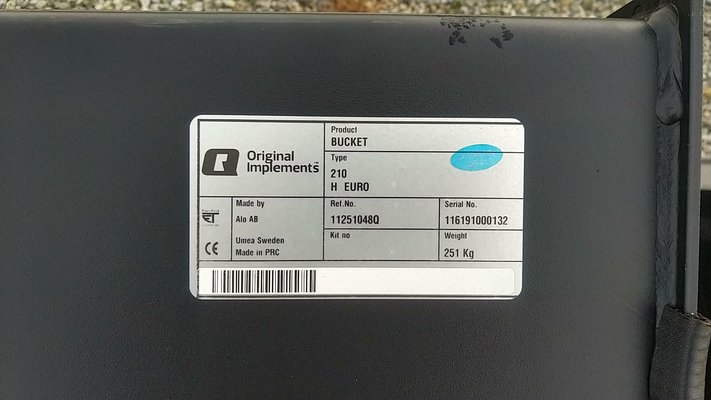 Original
Implements™
Product
BUCKET
Type
210
H EURO
Made by
Alo AB
Umea Sweden
Made in PRC
CE
Ref.No.
11251048Q
Serial No.
116191000132
Kit no
Weight
251 Kg